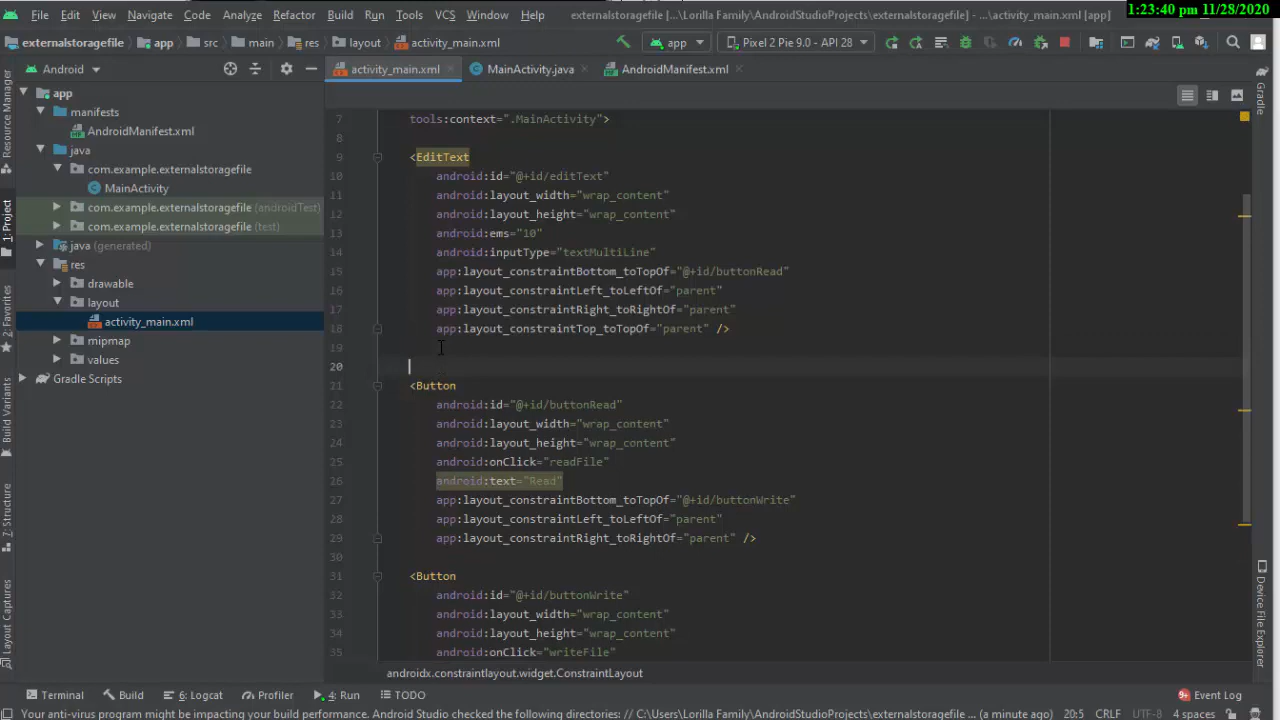 1:23:40 pm 11/28/2020
File Edit View Navigate Code Analyze Refactor Build Run Tools VCS Window Help externalstoragefile [...\Lorilla Family\AndroidStudioProjects\externalstoragefile] - ...\activity_main.xml [app]
externalstoragefile app src main res layout activity_main.xml app Pixel 2 Pie 9.0 - API 28
Android activity_main.xml MainActivity.java AndroidManifest.xml
Resource Manager
1: Project
2: Favorites
Build Variants
7: Structure
Layout Captures
app
manifests
AndroidManifest.xml
java
com.example.externalstoragefile
MainActivity
com.example.externalstoragefile (androidTest)
com.example.externalstoragefile (test)
java (generated)
res
drawable
layout
activity_main.xml
mipmap
values
Gradle Scripts
7 tools:context=".MainActivity">
8
9 <EditText
10 android:id="@+id/editText"
11 android:layout_width="wrap_content"
12 android:layout_height="wrap_content"
13 android:ems="10"
14 android:inputType="textMultiLine"
15 app:layout_constraintBottom_toTopOf="@+id/buttonRead"
16 app:layout_constraintLeft_toLeftOf="parent"
17 app:layout_constraintRight_toRightOf="parent"
18 app:layout_constraintTop_toTopOf="parent" />
19
20
21 <Button
22 android:id="@+id/buttonRead"
23 android:layout_width="wrap_content"
24 android:layout_height="wrap_content"
25 android:onClick="readFile"
26 android:text="Read"
27 app:layout_constraintBottom_toTopOf="@+id/buttonWrite"
28 app:layout_constraintLeft_toLeftOf="parent"
29 app:layout_constraintRight_toRightOf="parent" />
30
31 <Button
32 android:id="@+id/buttonWrite"
33 android:layout_width="wrap_content"
34 android:layout_height="wrap_content"
35 android:onClick="writeFile"
androidx.constraintlayout.widget.ConstraintLayout
Gradle
Device File Explorer
Terminal Build 6: Logcat Profiler 4: Run TODO 9+ Event Log
Your anti-virus program might be impacting your build performance. Android Studio checked the following directories: // C:\Users\Lorilla Family\AndroidStudioProjects\externalstoragefile ... (a minute ago) 20:5 CRLF UTF-8 4 spaces